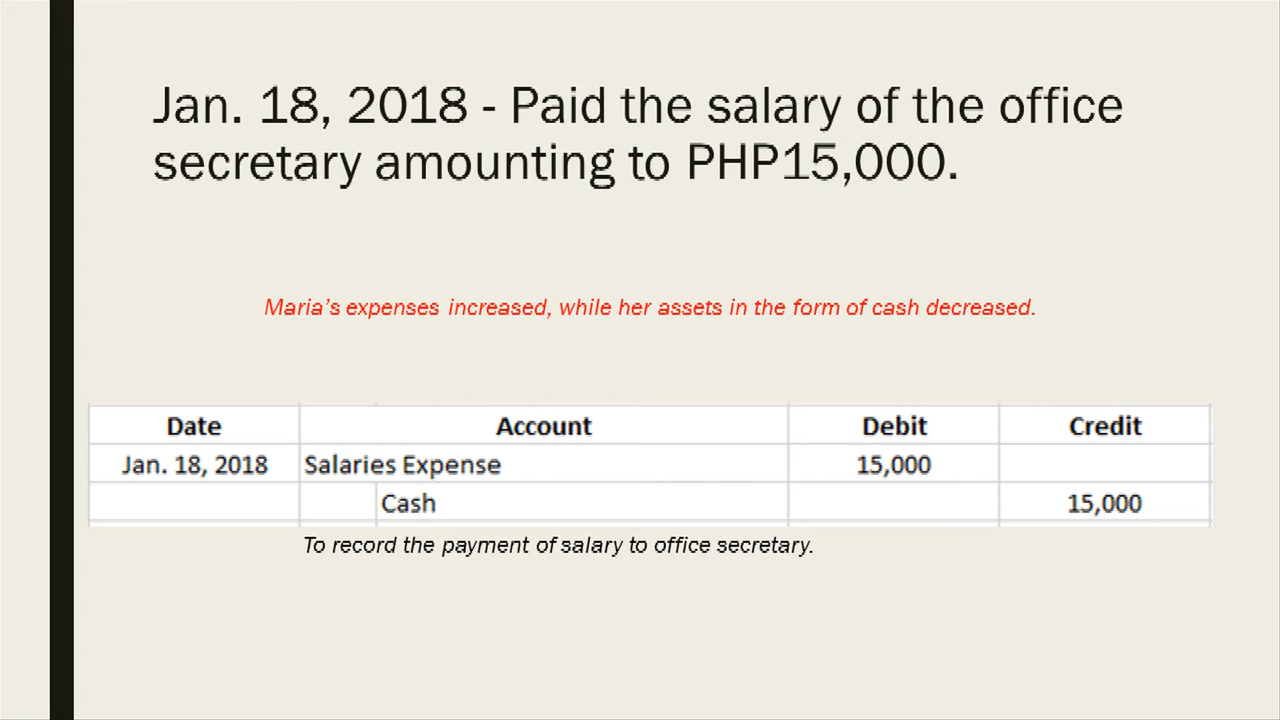 Jan. 18, 2018 - Paid the salary of the office
secretary amounting to PHP15,000.
Maria’s expenses increased, while her assets in the form of cash decreased.
Date Account Debit Credit
Jan. 18, 2018 Salaries Expense 15,000
Cash 15,000
To record the payment of salary to office secretary.